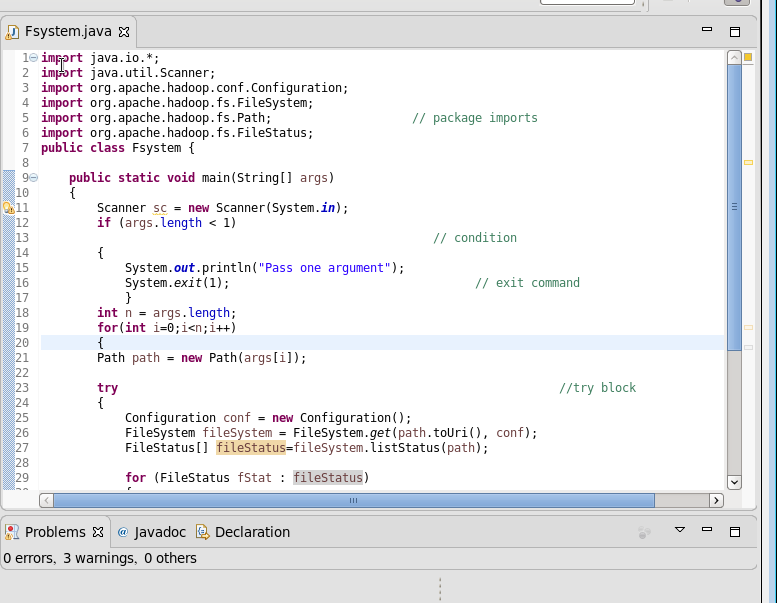 Fsystem.java
1 import java.io.*;
2 import java.util.Scanner;
3 import org.apache.hadoop.conf.Configuration;
4 import org.apache.hadoop.fs.FileSystem;
5 import org.apache.hadoop.fs.Path; // package imports
6 import org.apache.hadoop.fs.FileStatus;
7 public class Fsystem {
8
9 public static void main(String[] args)
10 {
11 Scanner sc = new Scanner(System.in);
12 if (args.length < 1)
13 // condition
14 {
15 System.out.println("Pass one argument");
16 System.exit(1); // exit command
17 }
18 int n = args.length;
19 for(int i=0;i<n;i++)
20 {
21 Path path = new Path(args[i]);
22
23 try //try block
24 {
25 Configuration conf = new Configuration();
26 FileSystem fileSystem = FileSystem.get(path.toUri(), conf);
27 FileStatus[] fileStatus=fileSystem.listStatus(path);
28
29 for (FileStatus fStat : fileStatus)
Problems @ Javadoc Declaration
0 errors, 3 warnings, 0 others